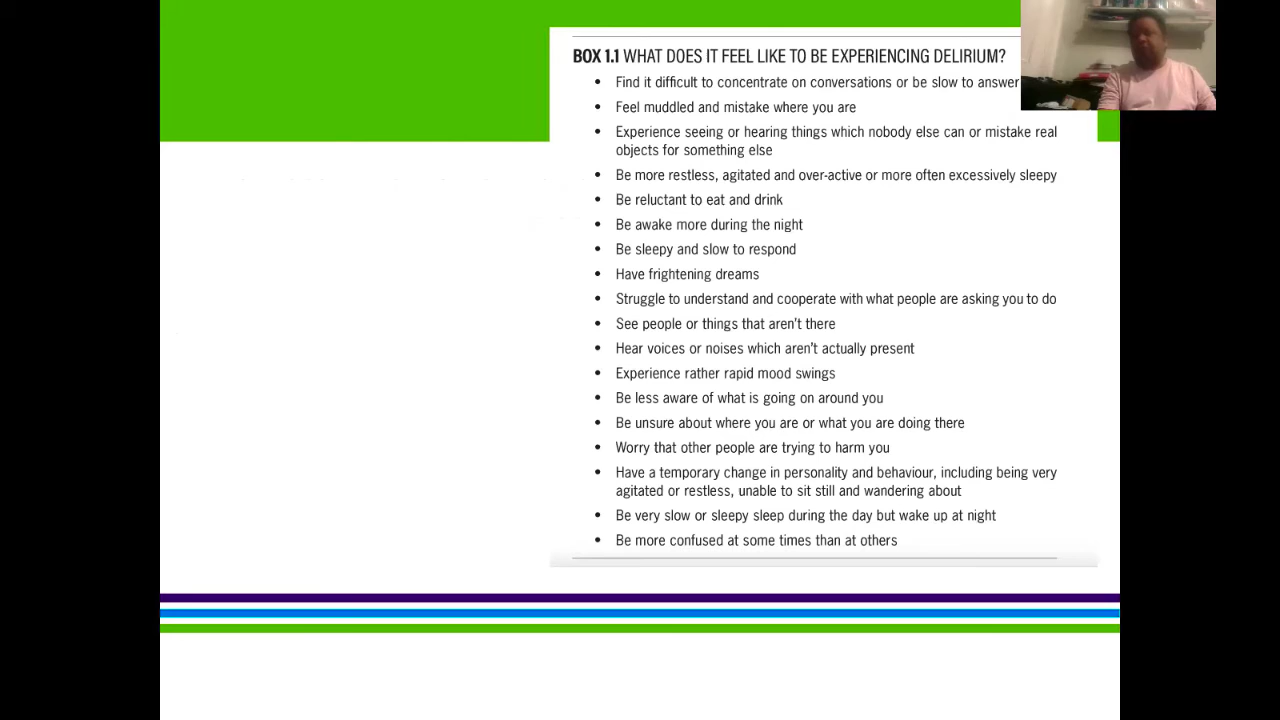 BOX 1.1 WHAT DOES IT FEEL LIKE TO BE EXPERIENCING DELIRIUM?
• Find it difficult to concentrate on conversations or be slow to answer
• Feel muddled and mistake where you are
• Experience seeing or hearing things which nobody else can or mistake real
objects for something else
• Be more restless, agitated and over-active or more often excessively sleepy
• Be reluctant to eat and drink
• Be awake more during the night
• Be sleepy and slow to respond
• Have frightening dreams
• Struggle to understand and cooperate with what people are asking you to do
• See people or things that aren't there
• Hear voices or noises which aren't actually present
• Experience rather rapid mood swings
• Be less aware of what is going on around you
• Be unsure about where you are or what you are doing there
• Worry that other people are trying to harm you
• Have a temporary change in personality and behaviour, including being very
agitated or restless, unable to sit still and wandering about
• Be very slow or sleepy sleep during the day but wake up at night
• Be more confused at some times than at others